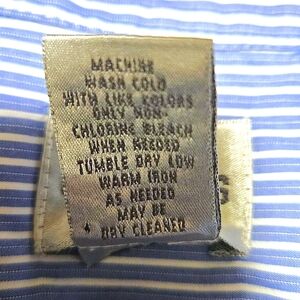 MACHINE
WASH COLD
WITH LIKE KOLORS
ONLY NON-
CHLORINE BLEACH
WHEN NEEDED
TUMBLE DRY LOW
WARM IRON
AS NEEDED
MAY BE
DRY CLEANED
S